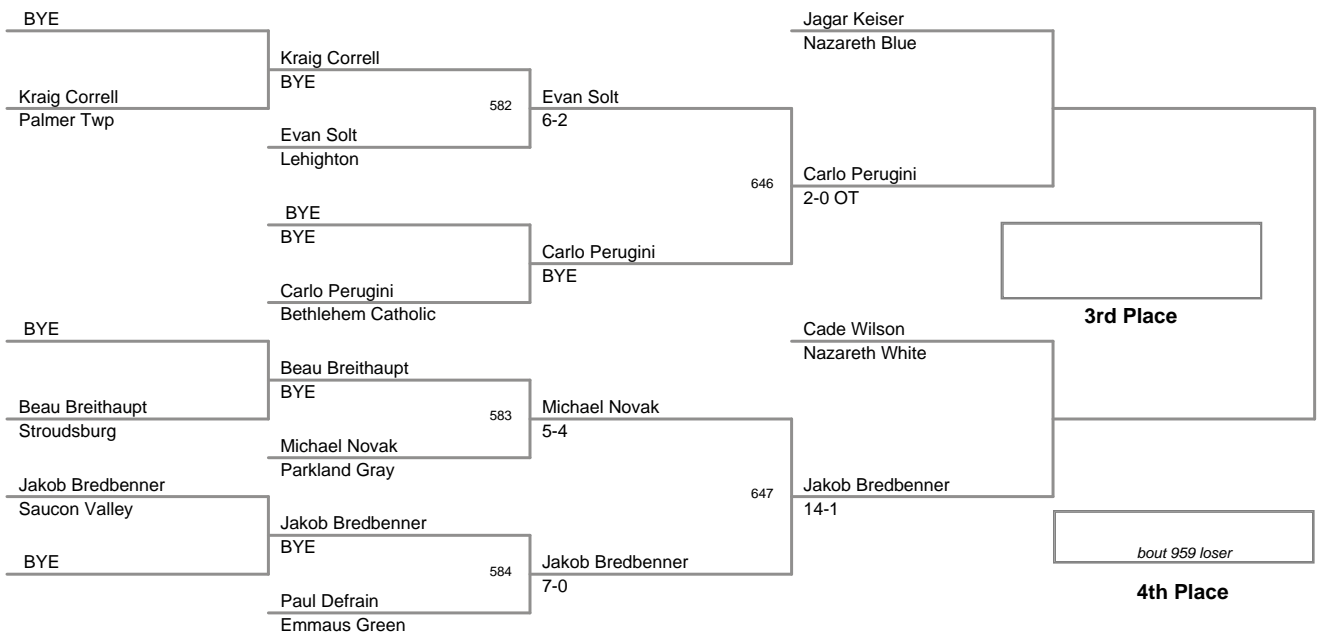 BYE
Jagar Keiser
Nazareth Blue
Kraig Correll
BYE
Kraig Correll
Palmer Twp
582
Evan Solt
6-2
Evan Solt
Lehighton
646
Carlo Perugini
2-0 OT
BYE
BYE
Carlo Perugini
BYE
Carlo Perugini
Bethlehem Catholic
3rd Place
BYE
Cade Wilson
Nazareth White
Beau Breithaupt
BYE
Beau Breithaupt
Stroudsburg
583
Michael Novak
5-4
Michael Novak
Parkland Gray
Jakob Bredbenner
Saucon Valley
647
Jakob Bredbenner
14-1
Jakob Bredbenner
BYE
bout 959 loser
BYE
584
Jakob Bredbenner
7-0
4th Place
Paul Defrain
Emmaus Green